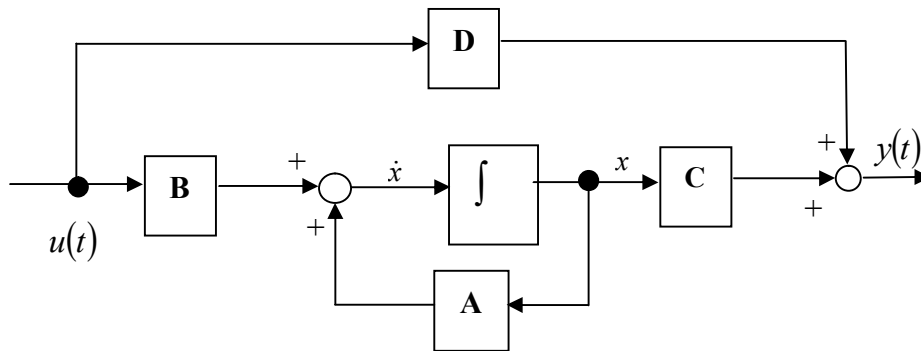 D
+
y(t)
B
+
ẋ
∫
x
C
+
+
u(t)
A